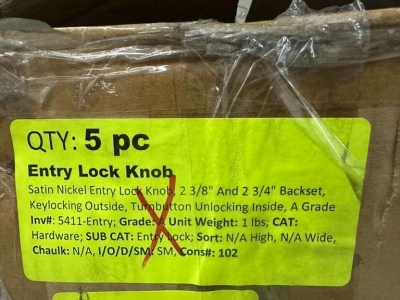 QTY: 5 pc
Entry Lock Knob
Satin Nickel Entry Lock Knob, 2 3/8" And 2 3/4" Backset,
Keylocking Outside, Turnbutton Unlocking Inside, A Grade
Inv#: 5411-Entry; Grade: Unit Weight: 1 lbs; CAT:
Hardware; SUB CAT: Entry Lock; Sort: N/A High, N/A Wide,
Chaulk: N/A, I/O/D/SM: SM, Cons#: 102